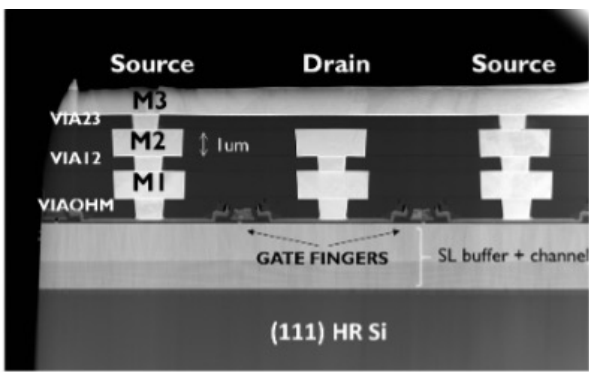 Source Drain Source
M3
VIA23
M2 1um
VIA12
M1
VIAOHM
GATE FINGERS SL buffer + channel
(111) HR Si